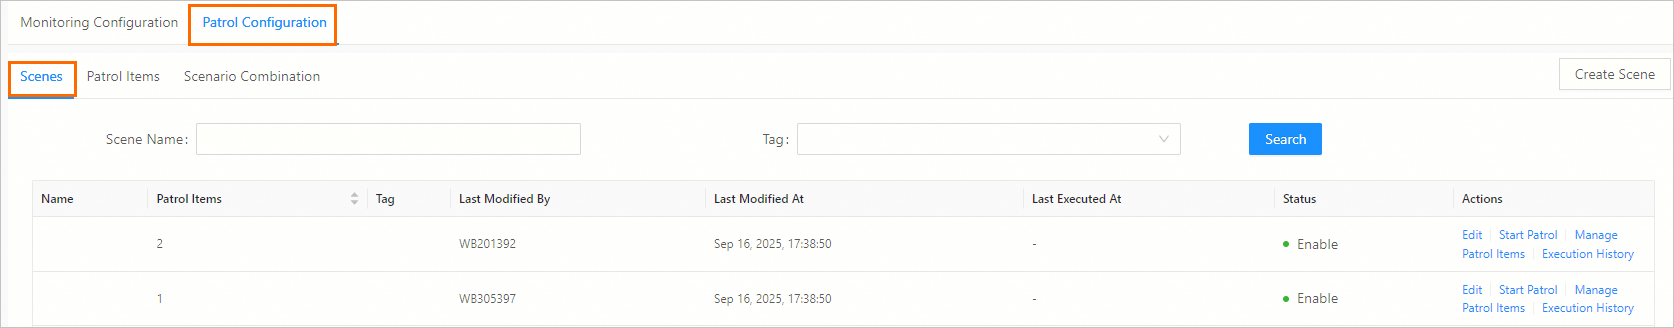 Monitoring Configuration Patrol Configuration
Scenes Patrol Items Scenario Combination Create Scene
Scene Name: Tag: Search
Name Patrol Items Tag Last Modified By Last Modified At Last Executed At Status Actions
2 WB201392 Sep 16, 2025, 17:38:50 - Enable Edit Start Patrol Manage
Patrol Items Execution History
1 WB305397 Sep 16, 2025, 17:38:50 - Enable Edit Start Patrol Manage
Patrol Items Execution History